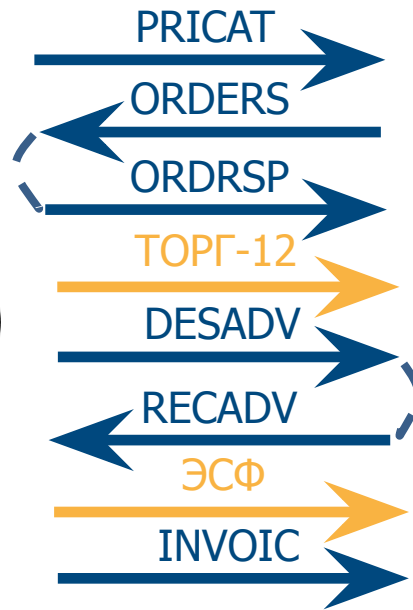 PRICAT
ORDERS
ORDRSP
ТОРГ-12
DESADV
RECADV
ЭСФ
INVOIC